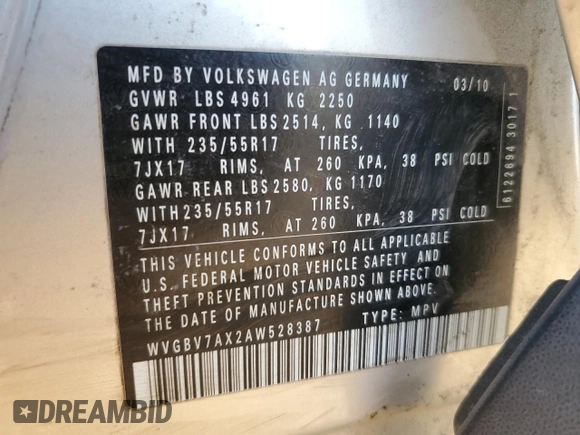 MFD BY VOLKSWAGEN AG GERMANY 03/10
GVWR LBS 4961 KG 2250
GAWR FRONT LBS 2514, KG 1140
WITH 235/55R17 TIRES,
7JX17 RIMS, AT 260 KPA, 38 PSI COLD
GAWR REAR LBS 2580, KG 1170
WITH 235/55R17 TIRES,
7JX17 RIMS, AT 260 KPA, 38 PSI COLD
THIS VEHICLE CONFORMS TO ALL APPLICABLE
U.S. FEDERAL MOTOR VEHICLE SAFETY AND
THEFT PREVENTION STANDARDS IN EFFECT ON
THE DATE OF MANUFACTURE SHOWN ABOVE.
WVGBV7AX2AW528387 TYPE: MPV
6122694 3017 1
DREAMBID